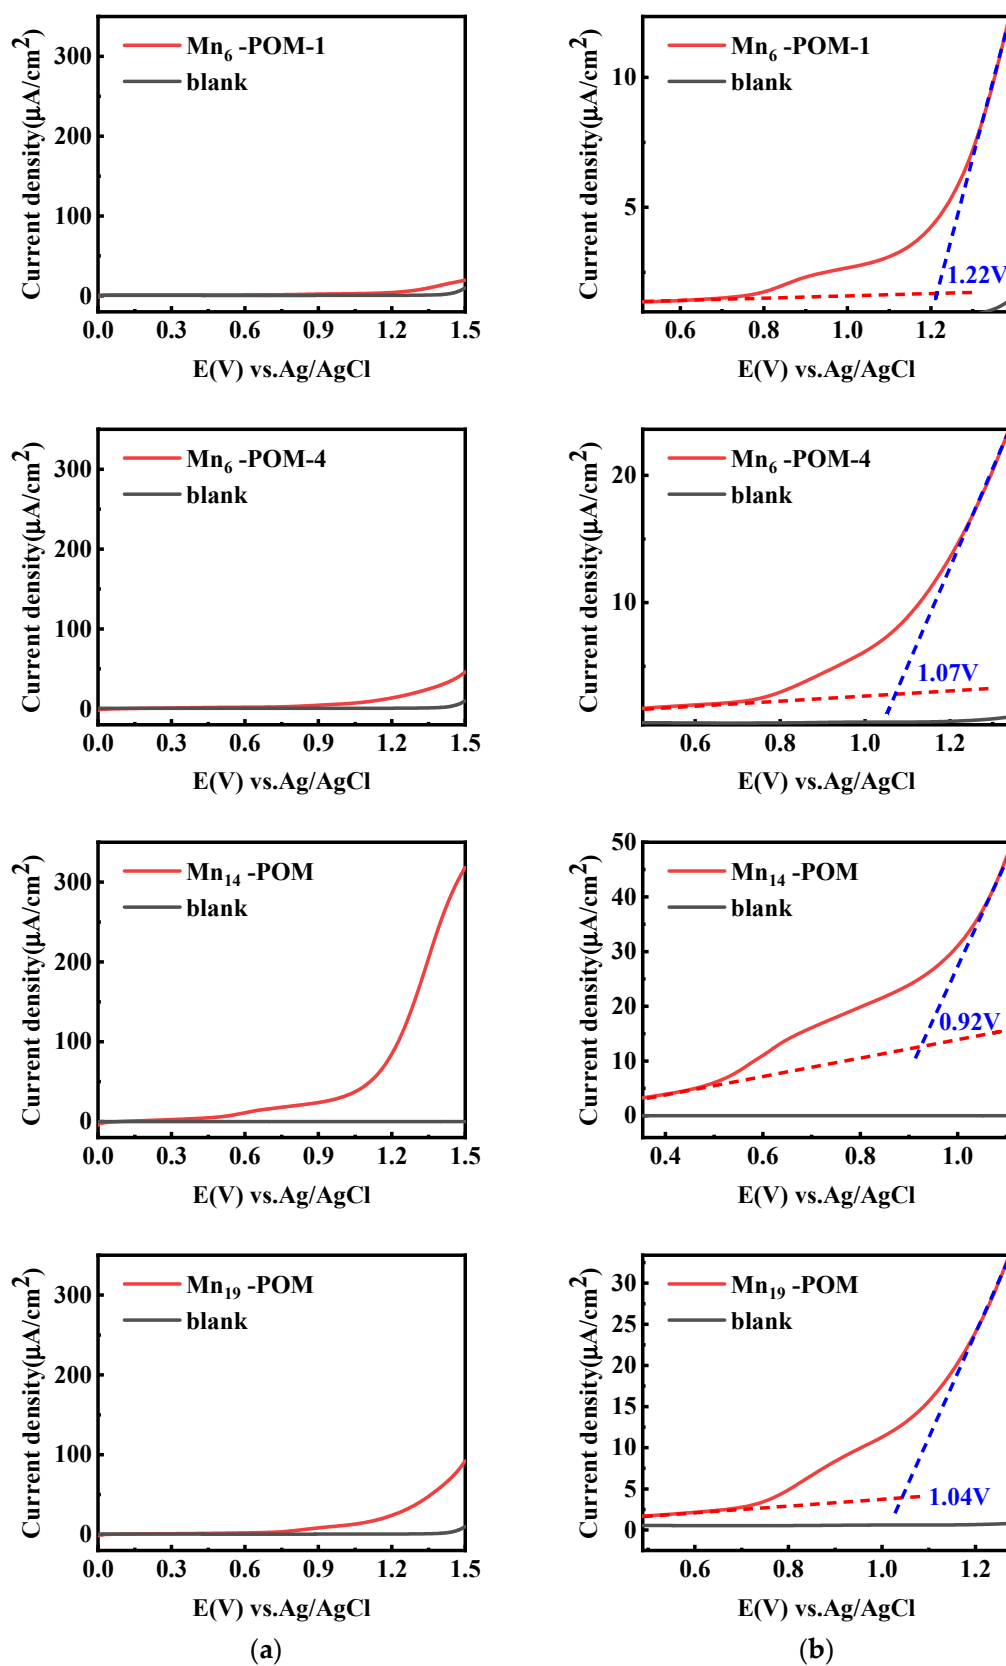 Current density(μA/cm²)
300
200
100
0
Mn₆ -POM-1
blank
0.0 0.3 0.6 0.9 1.2 1.5
E(V) vs.Ag/AgCl
Current density(μA/cm²)
10
5
Mn₆ -POM-1
blank
1.22V
0.6 0.8 1.0 1.2
E(V) vs.Ag/AgCl
Current density(μA/cm²)
300
200
100
0
Mn₆ -POM-4
blank
0.0 0.3 0.6 0.9 1.2 1.5
E(V) vs.Ag/AgCl
Current density(μA/cm²)
20
10
Mn₆ -POM-4
blank
1.07V
0.6 0.8 1.0 1.2
E(V) vs.Ag/AgCl
Current density(μA/cm²)
300
200
100
0
Mn₁₄ -POM
blank
0.0 0.3 0.6 0.9 1.2 1.5
E(V) vs.Ag/AgCl
Current density(μA/cm²)
50
40
30
20
10
0
Mn₁₄ -POM
blank
0.92V
0.4 0.6 0.8 1.0
E(V) vs.Ag/AgCl
Current density(μA/cm²)
300
200
100
0
Mn₁₉ -POM
blank
0.0 0.3 0.6 0.9 1.2 1.5
E(V) vs.Ag/AgCl
(a)
Current density(μA/cm²)
30
25
20
15
10
5
0
Mn₁₉ -POM
blank
1.04V
0.6 0.8 1.0 1.2
E(V) vs.Ag/AgCl
(b)